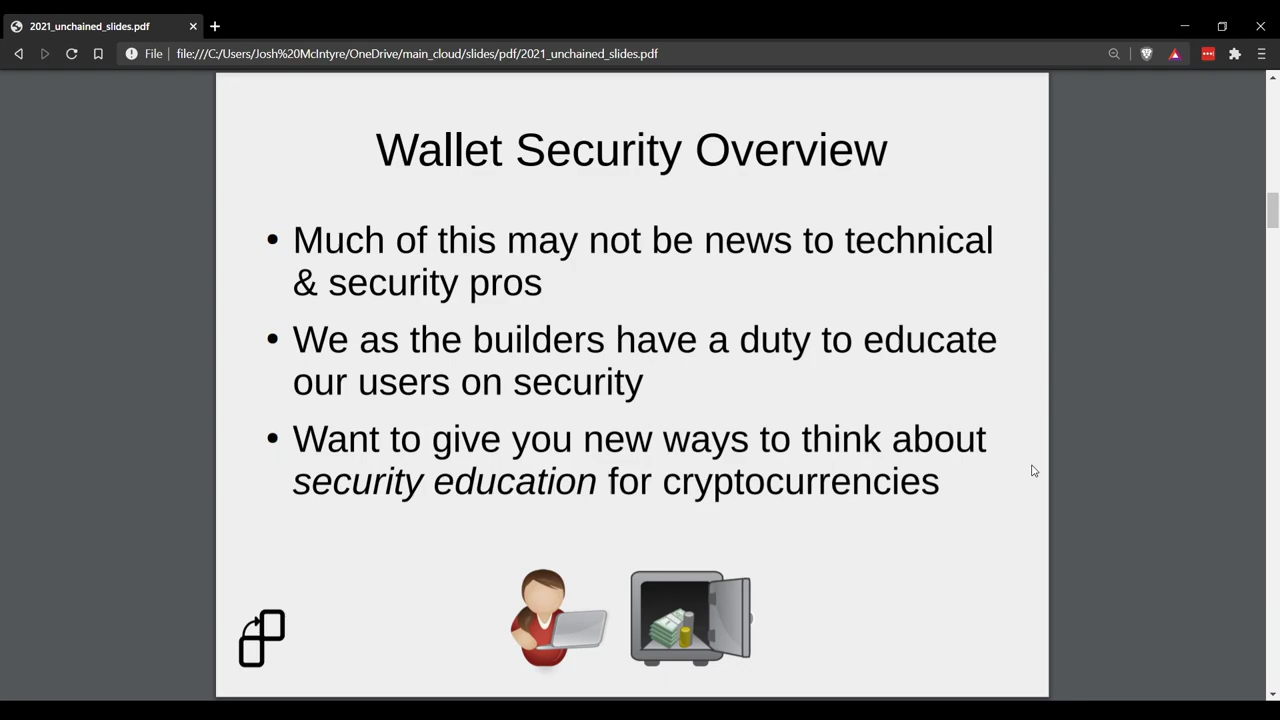 2021_unchained_slides.pdf
File
file:///C:/Users/Josh%20McIntyre/OneDrive/main_cloud/slides/pdf/2021_unchained_slides.pdf
Wallet Security Overview
• Much of this may not be news to technical
& security pros
• We as the builders have a duty to educate
our users on security
• Want to give you new ways to think about
security education for cryptocurrencies